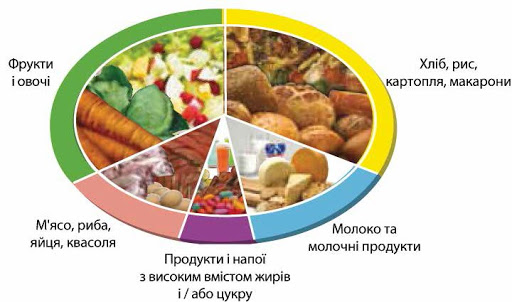 Фрукти
і овочі
Хліб, рис,
картопля, макарони
М'ясо, риба,
яйця, квасоля
Молоко та
молочні продукти
Продукти і напої
з високим вмістом жирів
і / або цукру